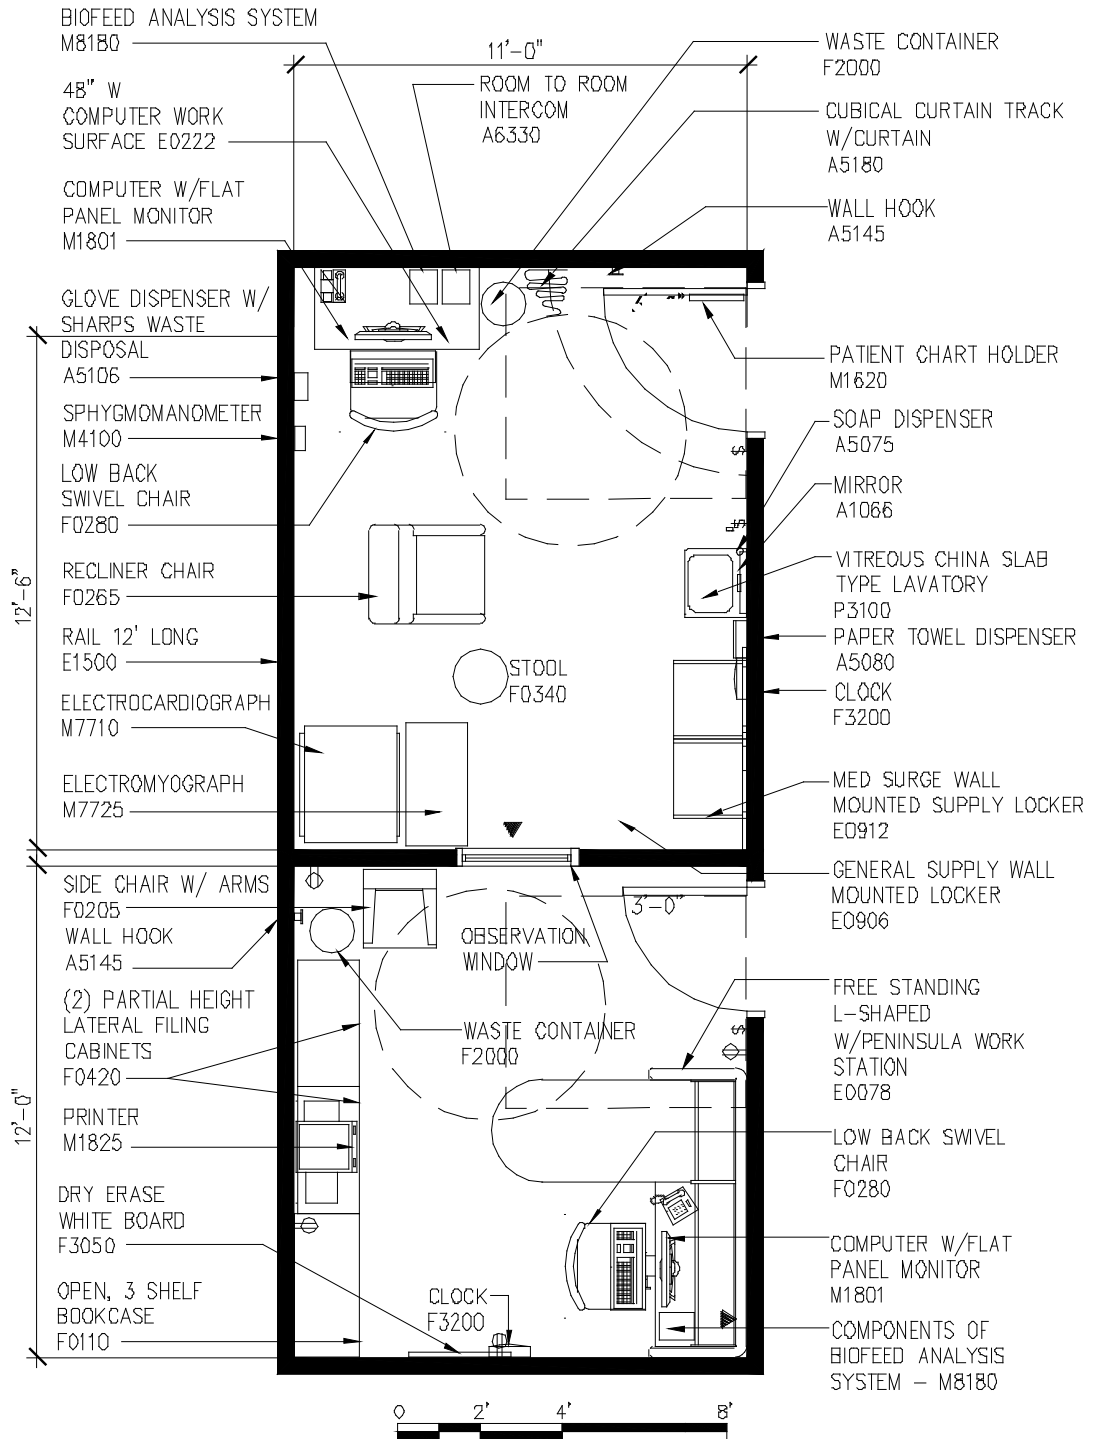 BIOFEED ANALYSIS SYSTEM
M8180
48" W
COMPUTER WORK
SURFACE E0222
COMPUTER W/FLAT
PANEL MONITOR
M1801
GLOVE DISPENSER W/
SHARPS WASTE
DISPOSAL
A5106
SPHYGMOMANOMETER
M4100
LOW BACK
SWIVEL CHAIR
F0280
RECLINER CHAIR
F0265
RAIL 12' LONG
E1500
ELECTROCARDIOGRAPH
M7710
ELECTROMYOGRAPH
M7725
SIDE CHAIR W/ ARMS
F0205
WALL HOOK
A5145
(2) PARTIAL HEIGHT
LATERAL FILING
CABINETS
F0420
PRINTER
M1825
DRY ERASE
WHITE BOARD
F3050
OPEN, 3 SHELF
BOOKCASE
F0110
12'-6"
12'-0"
11'-0"
ROOM TO ROOM
INTERCOM
A6330
STOOL
F0340
OBSERVATION
WINDOW
3'-0"
WASTE CONTAINER
F2000
CLOCK
F3200
WASTE CONTAINER
F2000
CUBICAL CURTAIN TRACK
W/CURTAIN
A5180
WALL HOOK
A5145
PATIENT CHART HOLDER
M1620
SOAP DISPENSER
A5075
MIRROR
A1066
VITREOUS CHINA SLAB
TYPE LAVATORY
P3100
PAPER TOWEL DISPENSER
A5080
CLOCK
F3200
MED SURGE WALL
MOUNTED SUPPLY LOCKER
E0912
GENERAL SUPPLY WALL
MOUNTED LOCKER
E0906
FREE STANDING
L-SHAPED
W/PENINSULA WORK
STATION
E0078
LOW BACK SWIVEL
CHAIR
F0280
COMPUTER W/FLAT
PANEL MONITOR
M1801
COMPONENTS OF
BIOFEED ANALYSIS
SYSTEM - M8180
0 2' 4' 8'